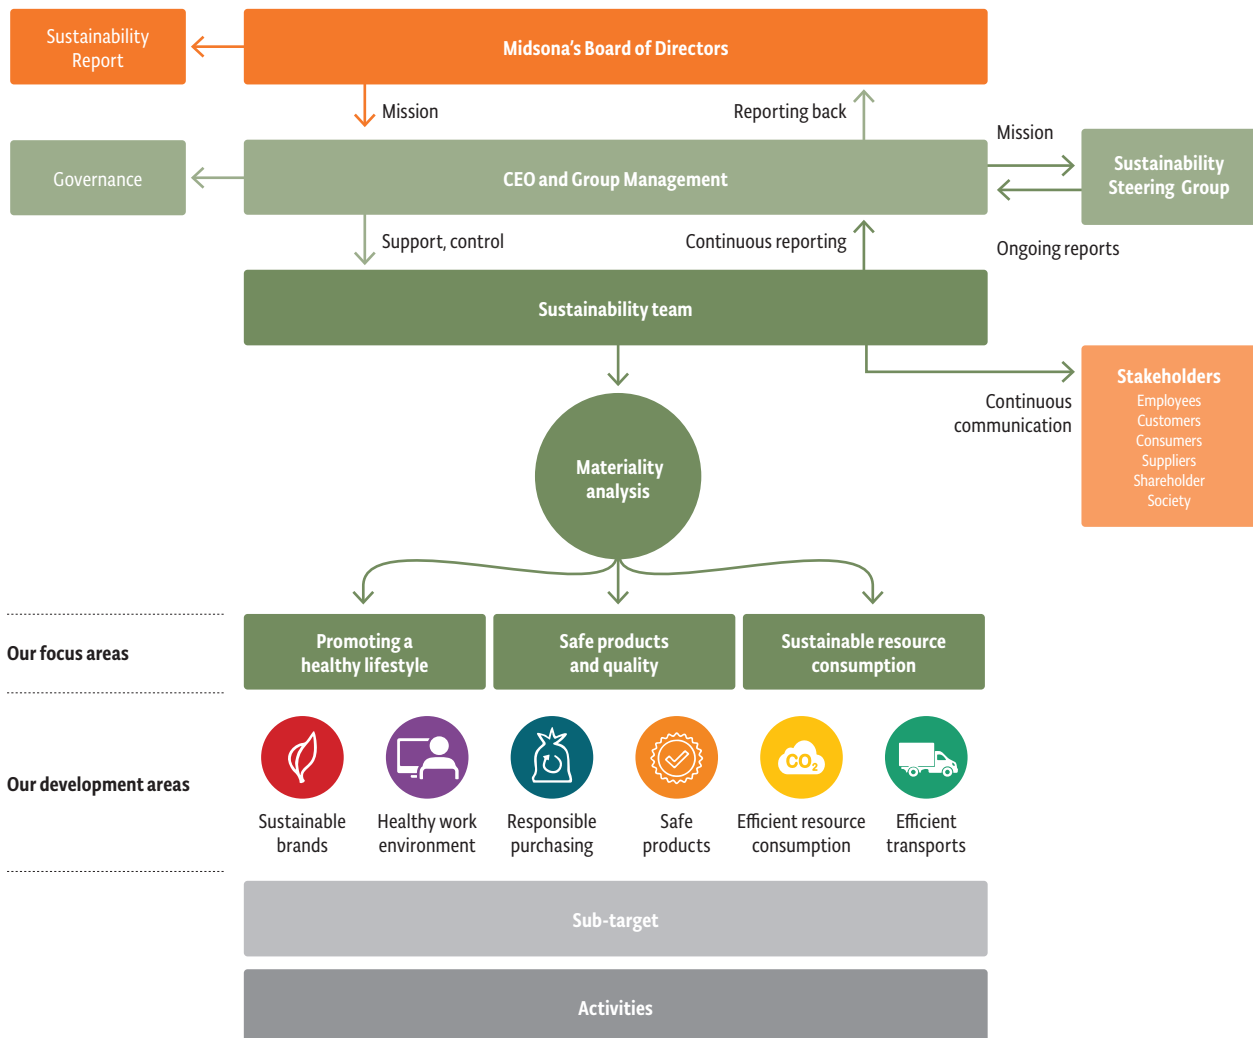 Sustainability
Report
Midsona's Board of Directors
Mission
Reporting back
Mission
Governance
CEO and Group Management
Sustainability
Steering Group
Support, control
Continuous reporting
Ongoing reports
Sustainability team
Stakeholders
Employees
Customers
Consumers
Suppliers
Shareholder
Society
Continuous
communication
Materiality
analysis
Our focus areas
Promoting a
healthy lifestyle
Safe products
and quality
Sustainable resource
consumption
Our development areas
CO2
Sustainable
brands
Healthy work
environment
Responsible
purchasing
Safe
products
Efficient resource
consumption
Efficient
transports
Sub-target
Activities